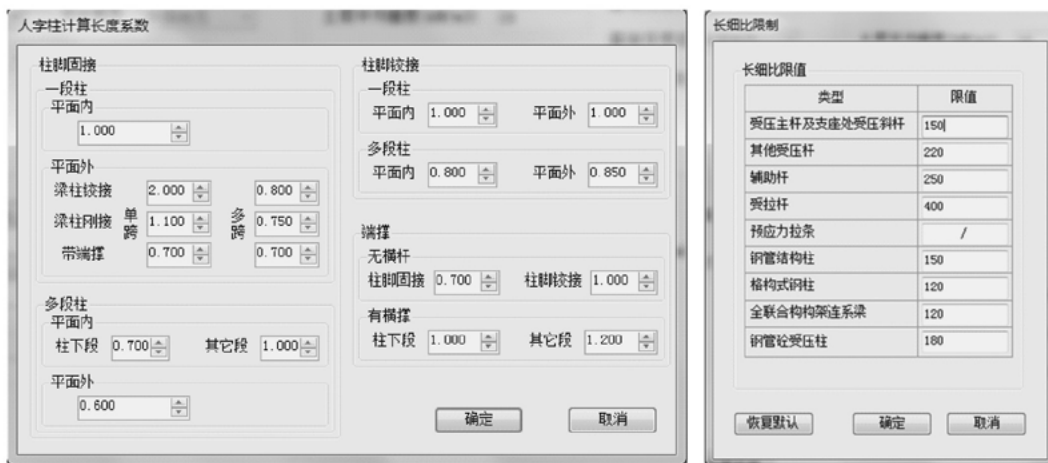 人字柱计算长度系数
柱脚固接
一段柱
平面内
1.000
平面外
梁柱铰接 2.000 0.800
梁柱刚接 单跨 1.100 多跨 0.750
带端撑 0.700 0.700
多段柱
平面内
柱下段 0.700 其它段 1.000
平面外
0.600
柱脚铰接
一段柱
平面内 1.000 平面外 1.000
多段柱
平面内 0.800 平面外 0.850
端撑
无横杆
柱脚固接 0.700 柱脚铰接 1.000
有横撑
柱下段 1.000 其它段 1.200
确定 取消
长细比限制
长细比限值
类型 限值
受压主杆及支座处受压斜杆 150
其他受压杆 220
辅助杆 250
受拉杆 400
预应力拉条 /
钢管结构柱 150
格构式钢柱 120
全联合构构架连系梁 120
钢管砼受压柱 180
恢复默认 确定 取消